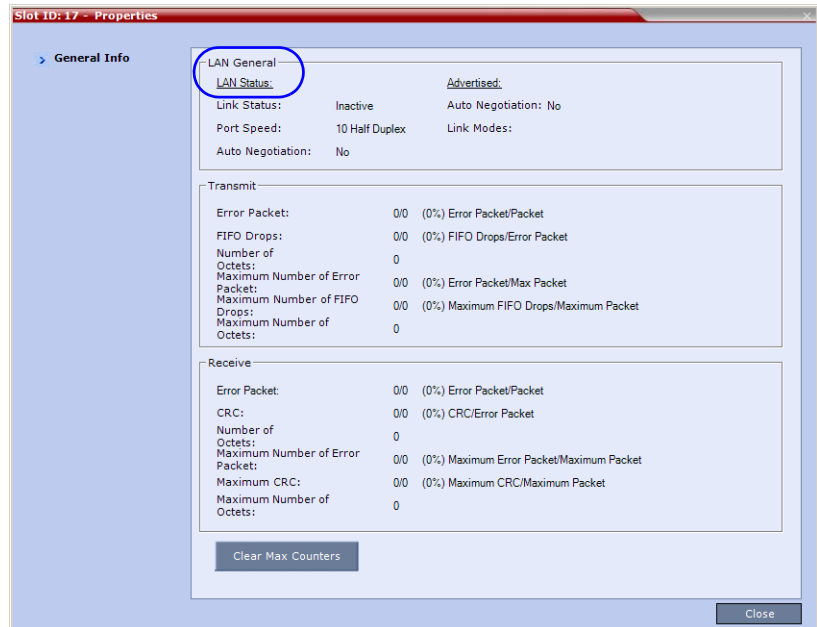 Slot ID: 17 - Properties
General Info
LAN General
LAN Status: Advertised:
Link Status: Inactive Auto Negotiation: No
Port Speed: 10 Half Duplex Link Modes:
Auto Negotiation: No
Transmit
Error Packet: 0/0 (0%) Error Packet/Packet
FIFO Drops: 0/0 (0%) FIFO Drops/Error Packet
Number of
Octets: 0
Maximum Number of Error
Packet: 0/0 (0%) Error Packet/Max Packet
Maximum Number of FIFO
Drops: 0/0 (0%) Maximum FIFO Drops/Maximum Packet
Maximum Number of
Octets: 0
Receive
Error Packet: 0/0 (0%) Error Packet/Packet
CRC: 0/0 (0%) CRC/Error Packet
Number of
Octets: 0
Maximum Number of Error
Packet: 0/0 (0%) Maximum Error Packet/Maximum Packet
Maximum CRC: 0/0 (0%) Maximum CRC/Maximum Packet
Maximum Number of
Octets: 0
Clear Max Counters
Close